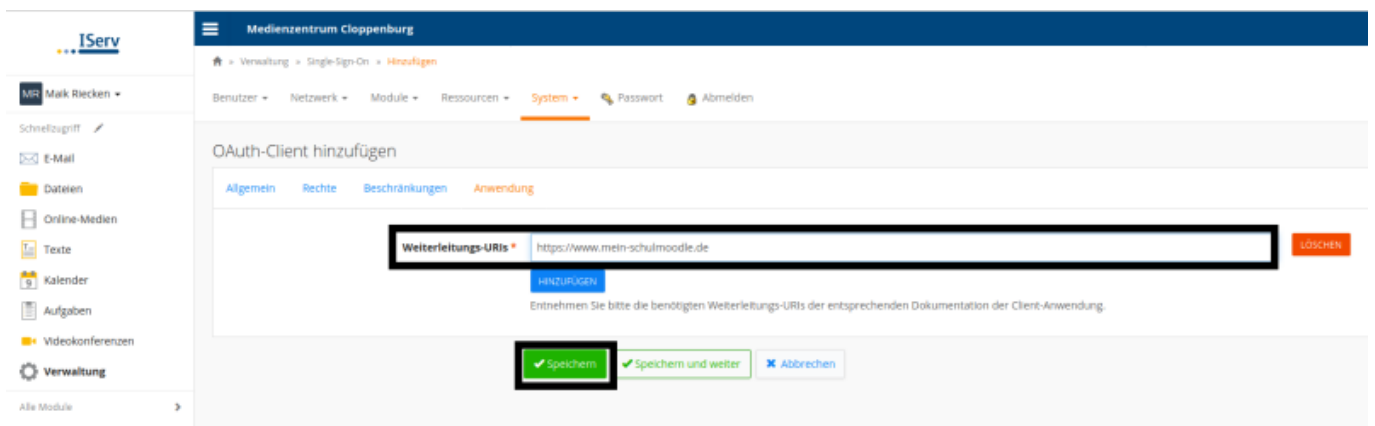 IServ
Medienzentrum Cloppenburg
Verwaltung » Single-Sign-On » Hinzufügen
MR Maik Riecken
Benutzer Netzwerk Module Ressourcen System Passwort Abmelden
Schnellzugriff
E-Mail
Dateien
Online-Medien
Texte
Kalender
9
Aufgaben
Videokonferenzen
Verwaltung
Alle Module
OAuth-Client hinzufügen
Allgemein Rechte Beschränkungen Anwendung
Weiterleitungs-URIs * https://www.mein-schulmoodle.de LÖSCHEN
HINZUFÜGEN
Entnehmen Sie bitte die benötigten Weiterleitungs-URIs der entsprechenden Dokumentation der Client-Anwendung.
Speichern Speichern und weiter Abbrechen